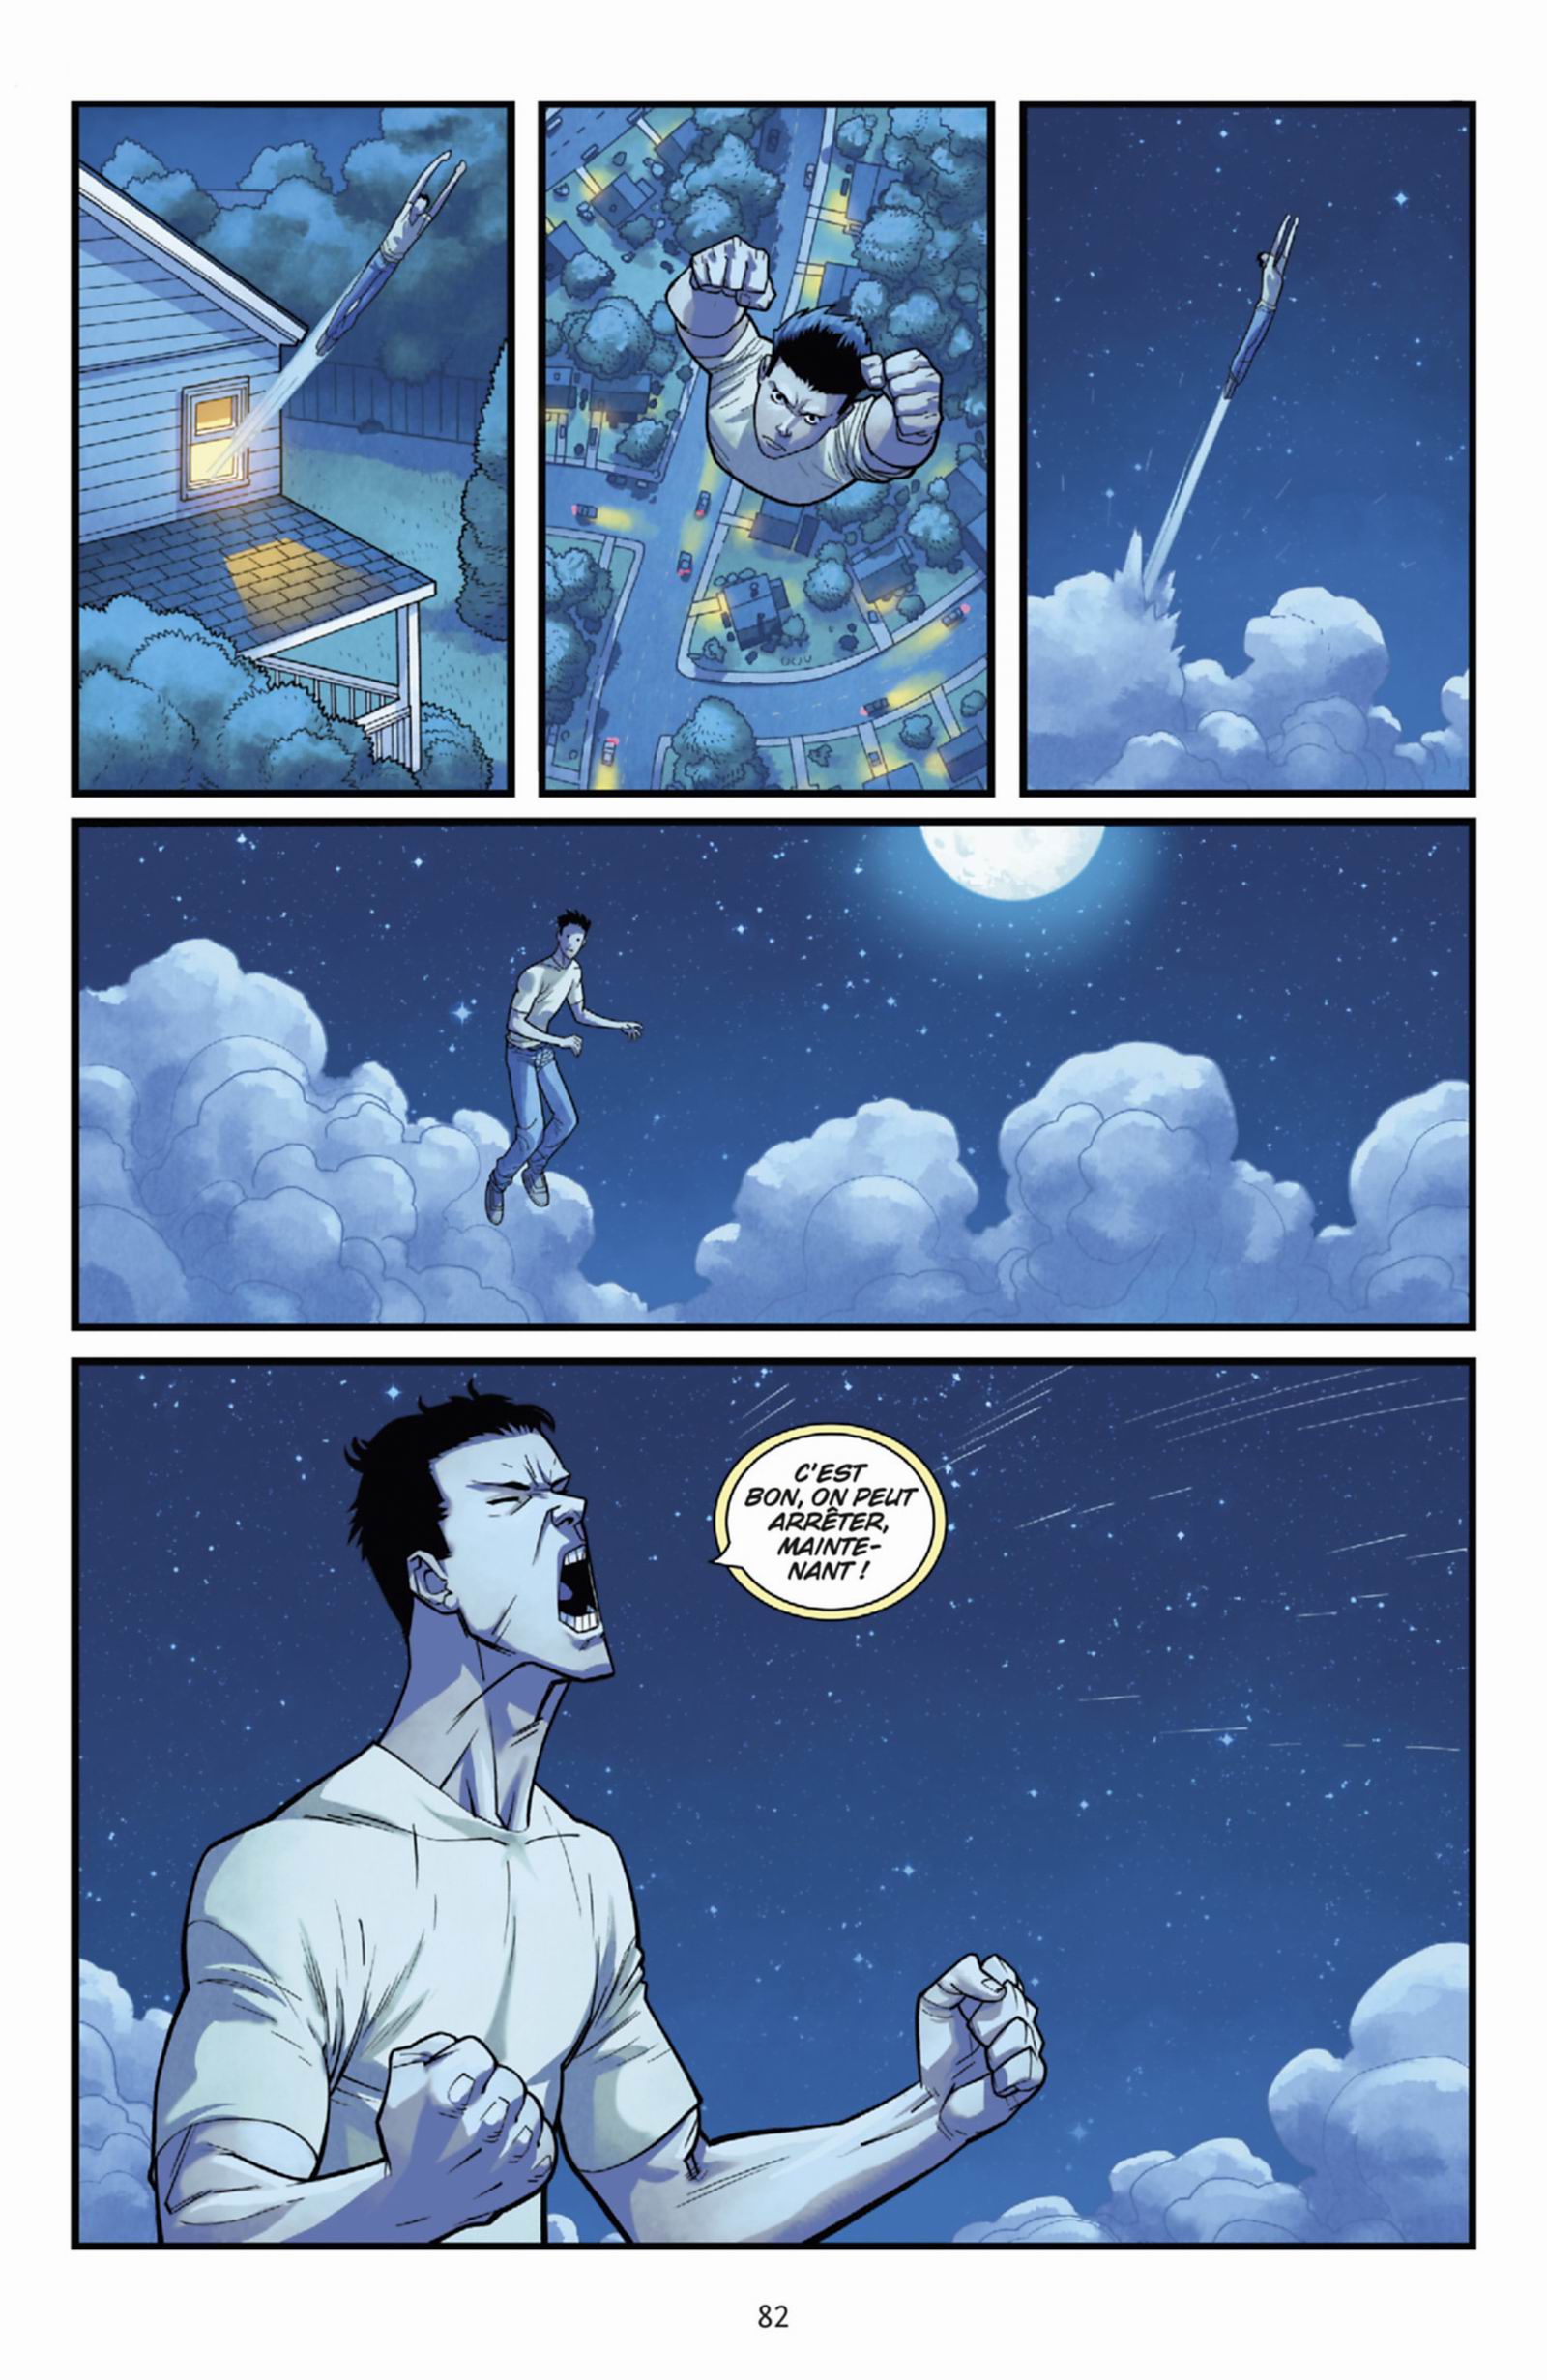 C'EST
BON, ON PEUT
ARRÊTER,
MAINTE-
NANT !
82